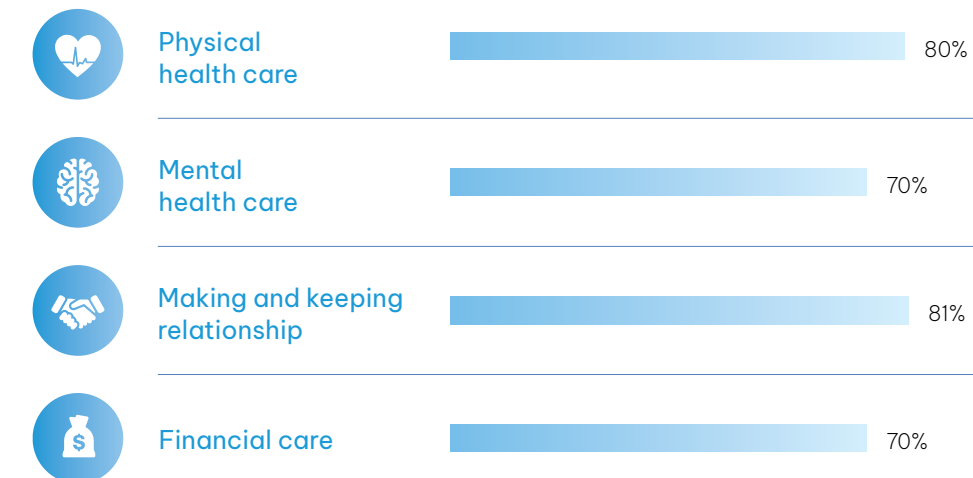 Physical
health care
80%
Mental
health care
70%
Making and keeping
relationship
81%
Financial care
70%
$